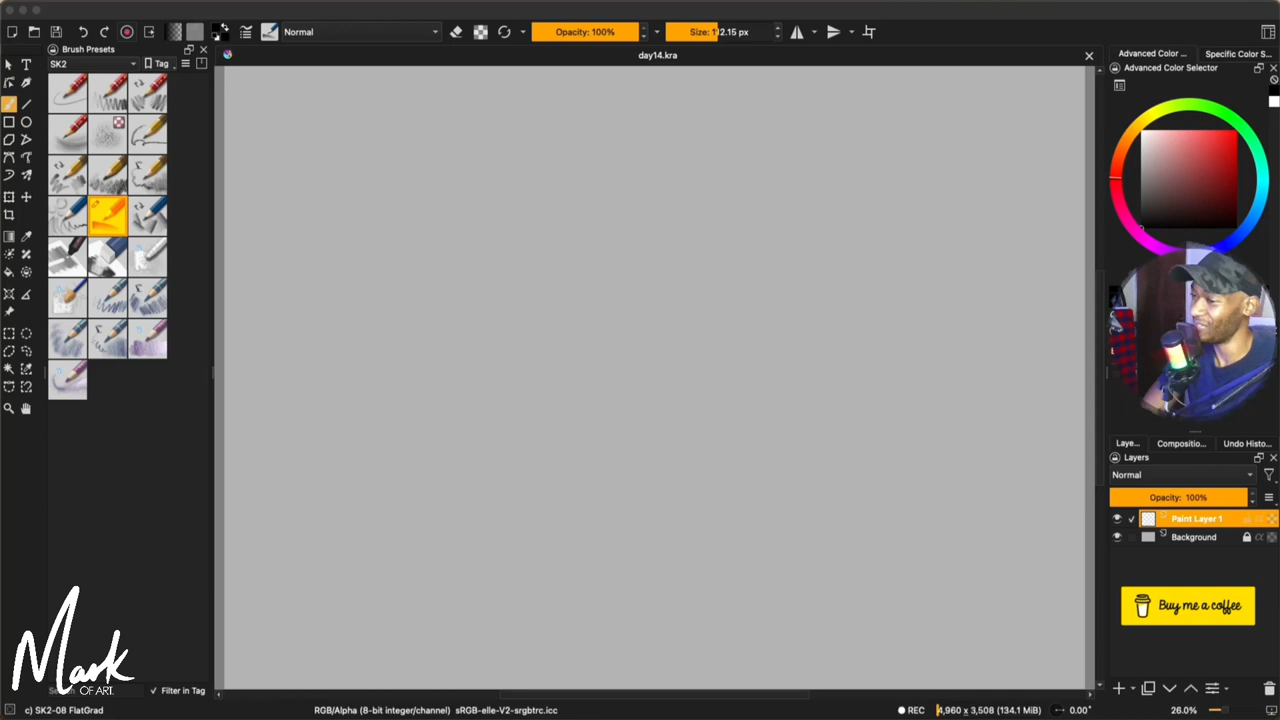 Normal
Opacity: 100%
Size: 112.15 px
Brush Presets
day14.kra
Advanced Color ...
Specific Color S...
SK2
Tag
Advanced Color Selector
Laye...
Compositio...
Undo Histo...
Layers
Normal
Opacity: 100%
Paint Layer 1
Background
Buy me a coffee
Mark
OF ART.
Filter in Tag
c) SK2-08 FlatGrad
RGB/Alpha (8-bit integer/channel) sRGB-elle-V2-srgbtrc.icc
REC
4,960 x 3,508 (134.1 MiB)
0.00°
26.0%